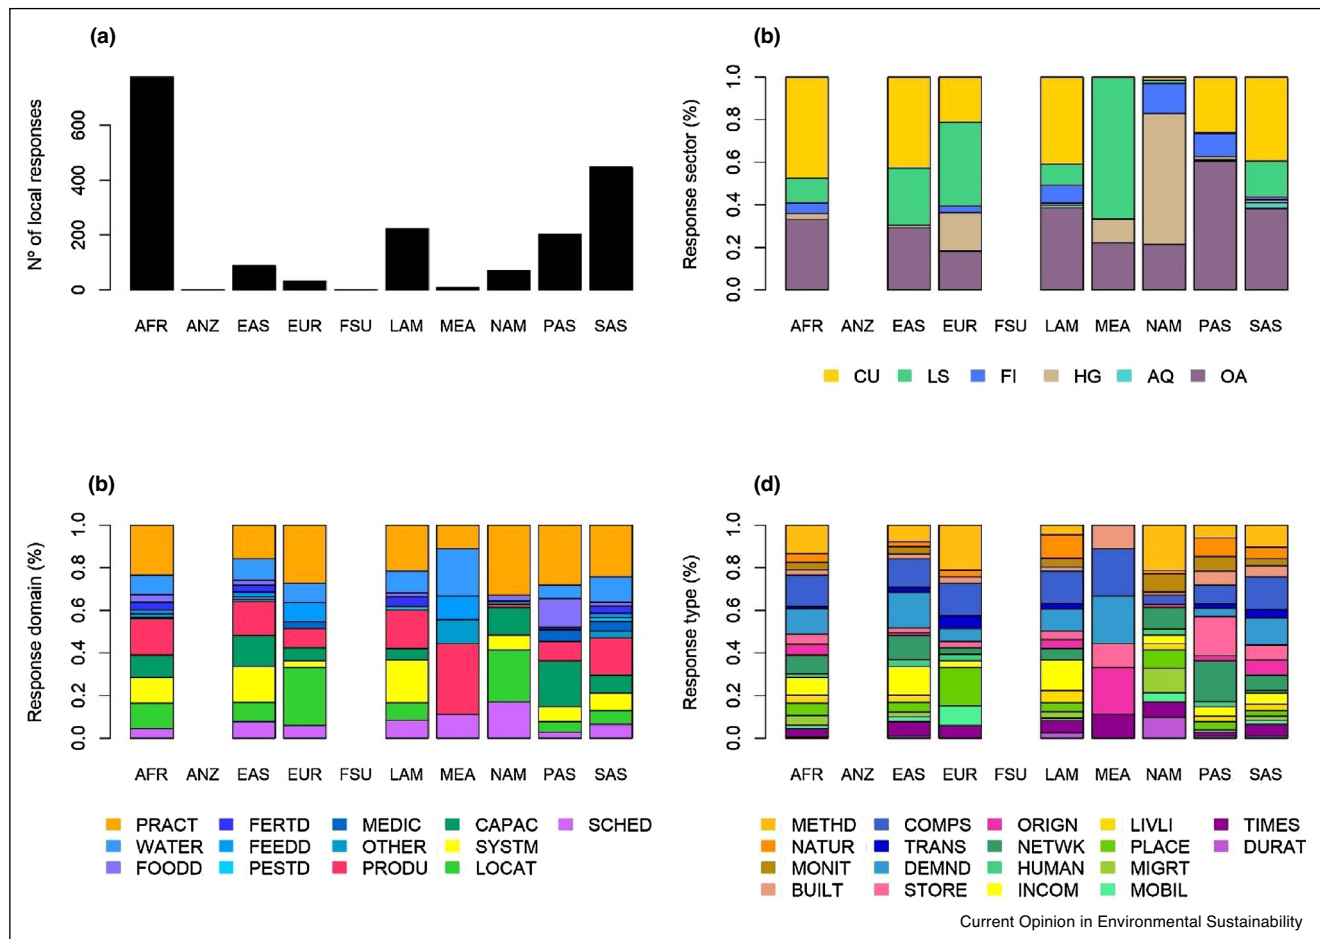 (a)
Nº of local responses
0 200 400 600
AFR ANZ EAS EUR FSU LAM MEA NAM PAS SAS
(b)
Response sector (%)
0.0 0.2 0.4 0.6 0.8 1.0
AFR ANZ EAS EUR FSU LAM MEA NAM PAS SAS
CU LS FI HG AQ OA
(b)
Response domain (%)
0.0 0.2 0.4 0.6 0.8 1.0
AFR ANZ EAS EUR FSU LAM MEA NAM PAS SAS
PRACT FERTD MEDIC CAPAC SCHED
WATER FEEDD OTHER SYSTM
FOODD PESTD PRODU LOCAT
(d)
Response type (%)
0.0 0.2 0.4 0.6 0.8 1.0
AFR ANZ EAS EUR FSU LAM MEA NAM PAS SAS
METHD COMPS ORIGN LIVLI TIMES
NATUR TRANS NETWK PLACE DURAT
MONIT DEMND HUMAN MIGRT
BUILT STORE INCOM MOBIL
Current Opinion in Environmental Sustainability